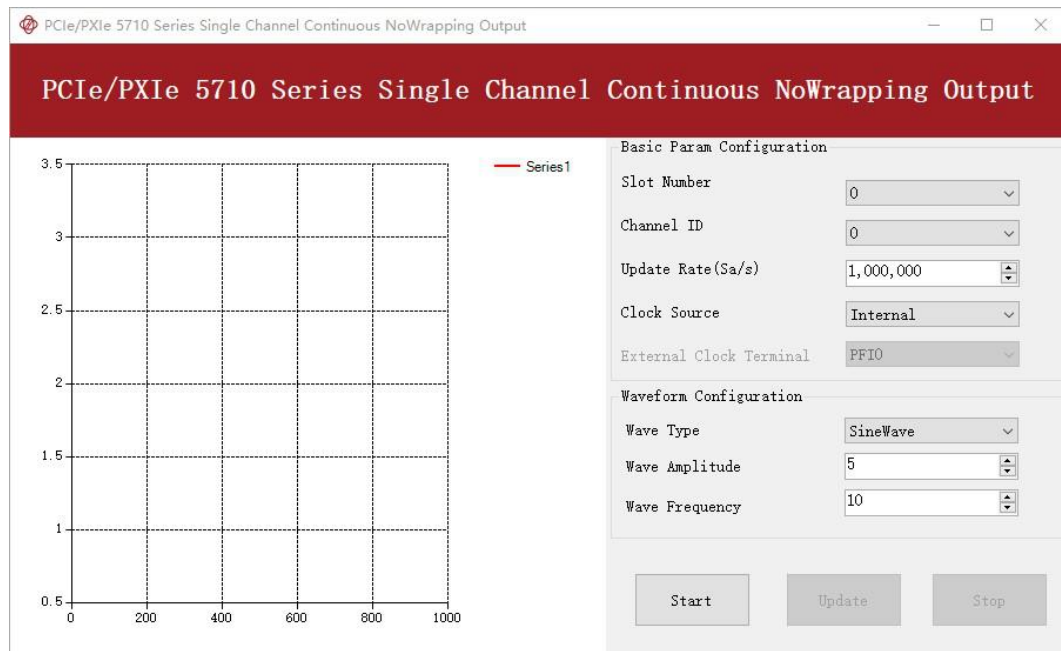 PCIe/PXIe 5710 Series Single Channel Continuous NoWrapping Output
PCIe/PXIe 5710 Series Single Channel Continuous NoWrapping Output
3.5
3
2.5
2
1.5
1
0.5
0 200 400 600 800 1000
Series1
Basic Param Configuration
Slot Number 0
Channel ID 0
Update Rate(Sa/s) 1,000,000
Clock Source Internal
External Clock Terminal PFI0
Waveform Configuration
Wave Type SineWave
Wave Amplitude 5
Wave Frequency 10
Start Update Stop